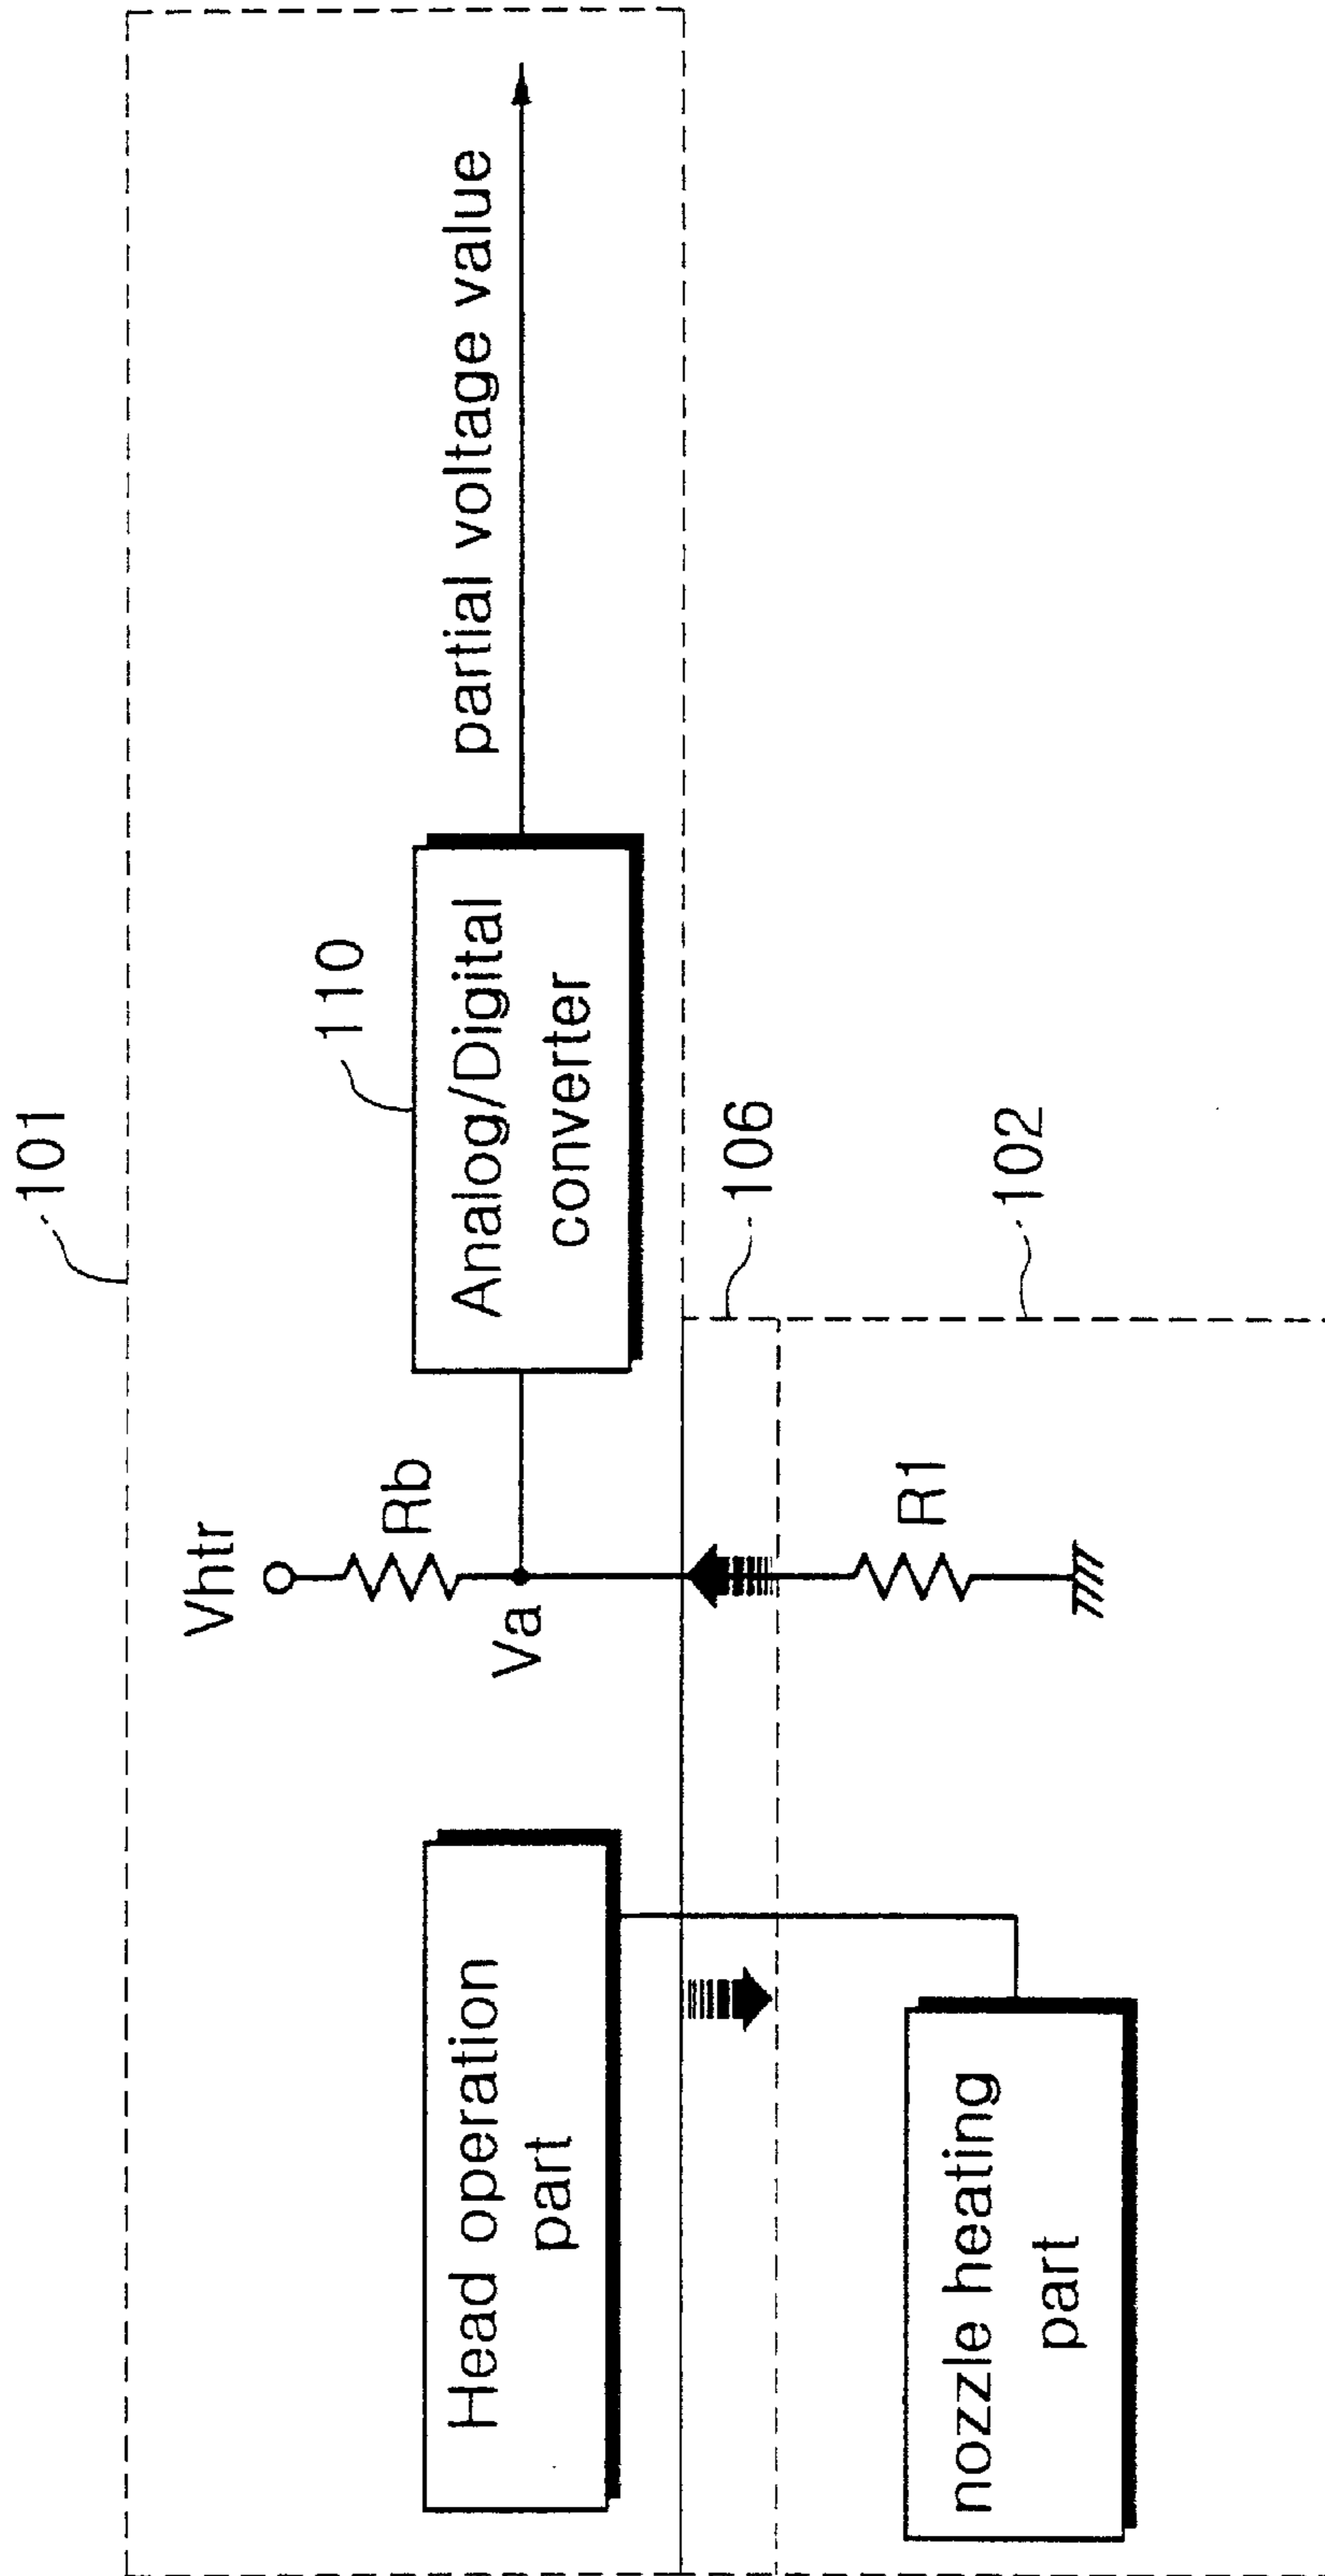 101
110
Vhtr
Rb
Va
partial voltage value
Head operation
part
Analog/Digital
converter
106
102
R1
nozzle heating
part